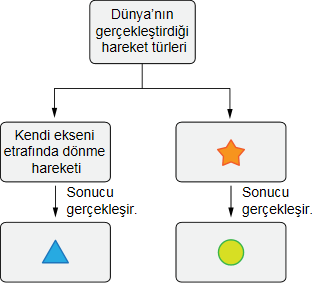 Dünya’nın
gerçekleştirdiği
hareket türleri
Kendi ekseni
etrafında dönme
hareketi
Sonucu
gerçekleşir.
Sonucu
gerçekleşir.